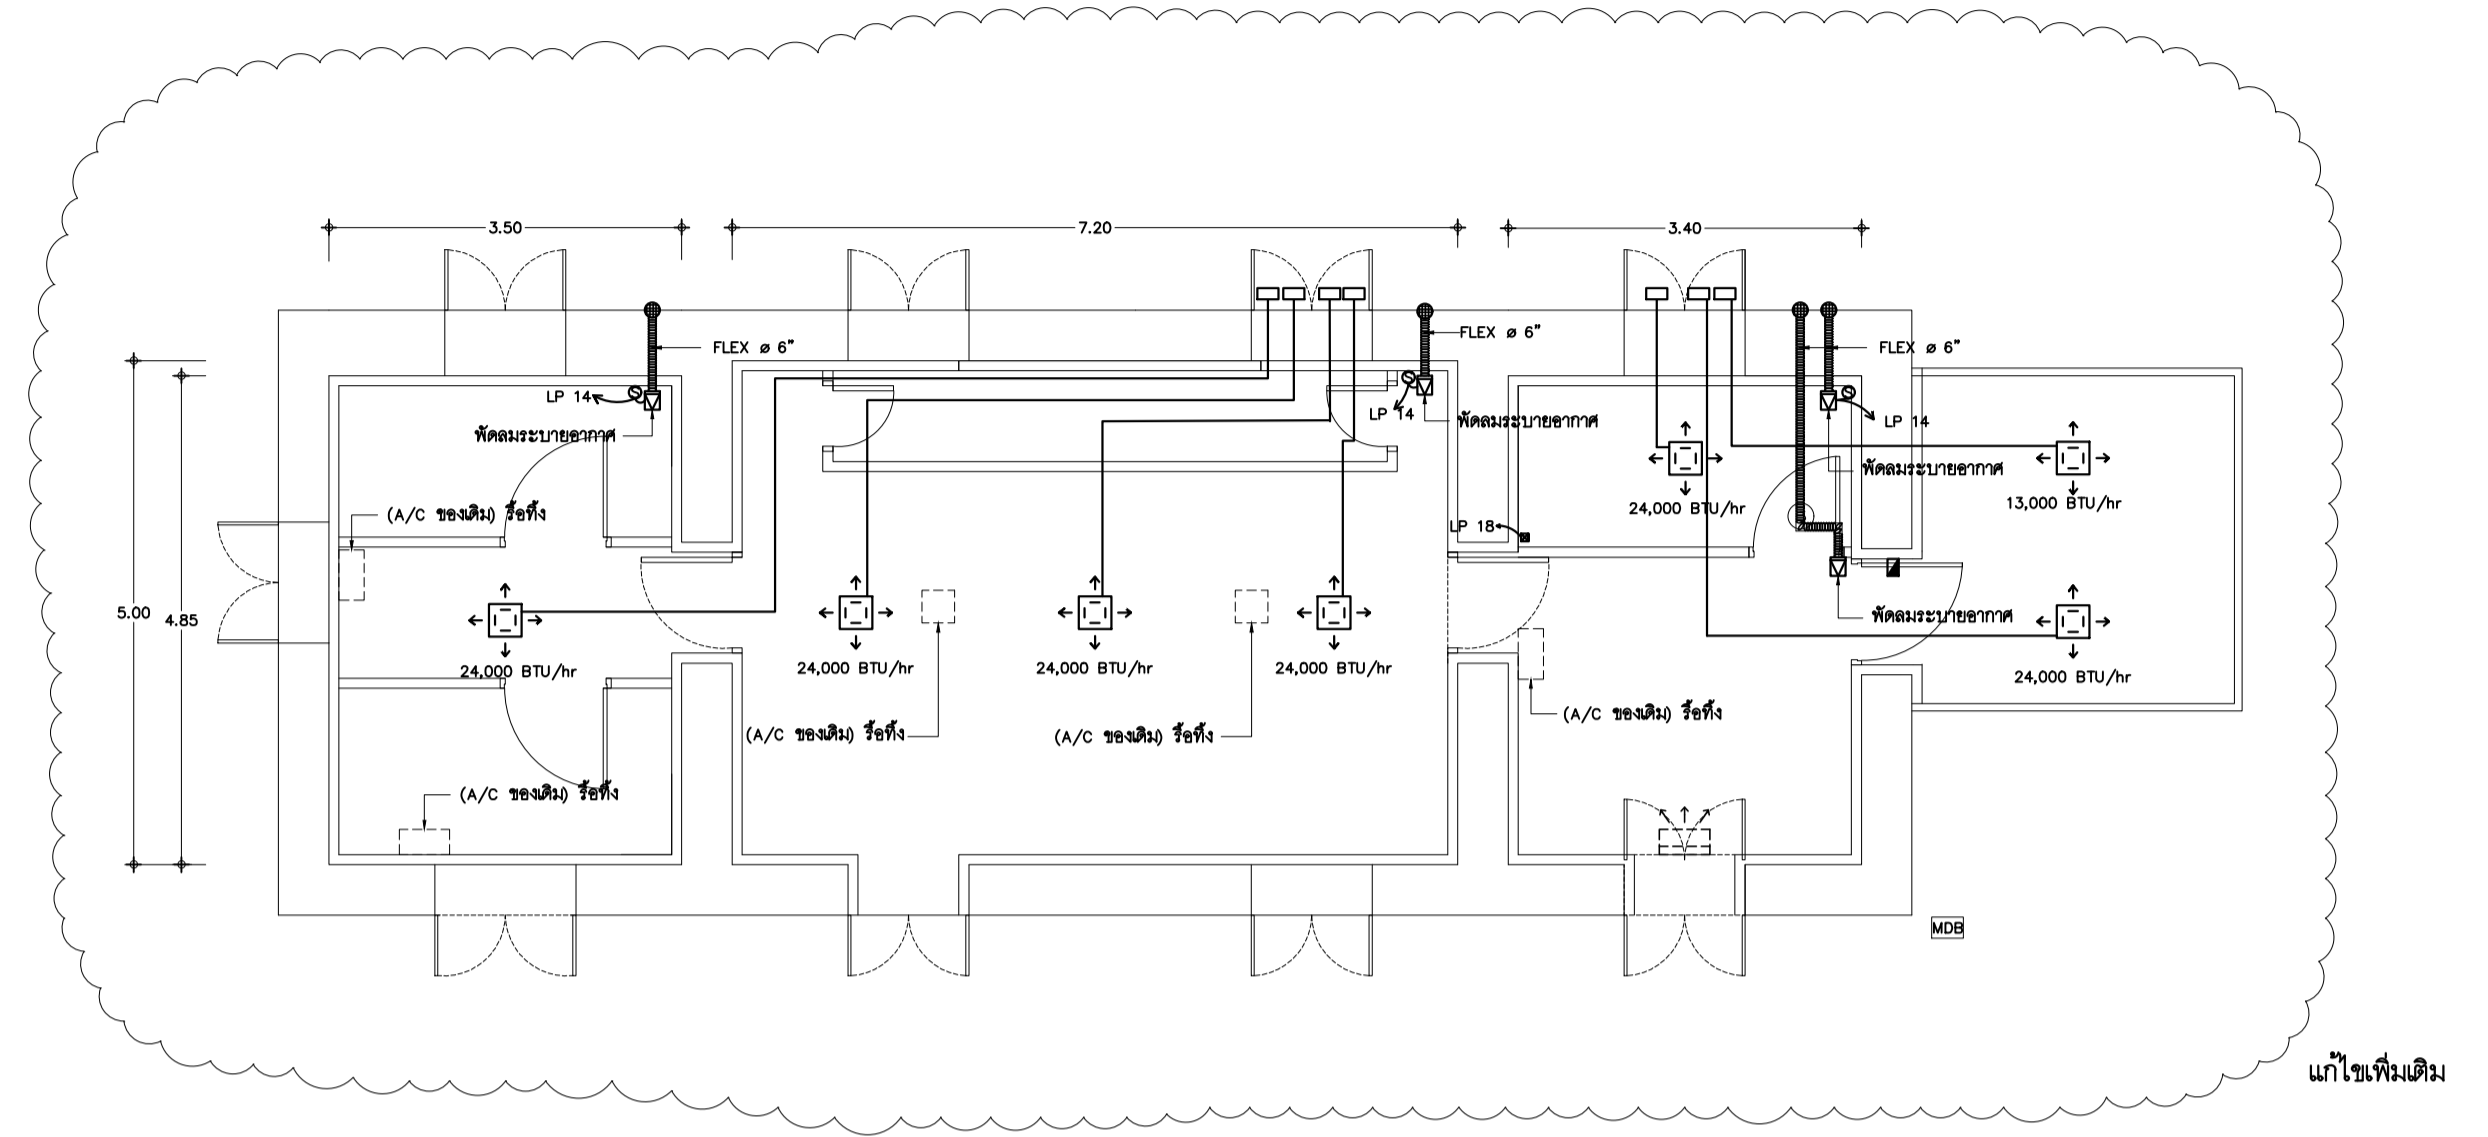 3.50
7.20
3.40
FLEX ø 6”
FLEX ø 6”
FLEX ø 6”
LP 14
LP 14
LP 14
พัดลมระบายอากาศ
พัดลมระบายอากาศ
พัดลมระบายอากาศ
24,000 BTU/hr
13,000 BTU/hr
(A/C ของเดิม) รื้อทิ้ง
LP 18
5.00
4.85
พัดลมระบายอากาศ
24,000 BTU/hr
24,000 BTU/hr
24,000 BTU/hr
24,000 BTU/hr
24,000 BTU/hr
(A/C ของเดิม) รื้อทิ้ง
(A/C ของเดิม) รื้อทิ้ง
(A/C ของเดิม) รื้อทิ้ง
(A/C ของเดิม) รื้อทิ้ง
MDB
แก้ไขเพิ่มเติม